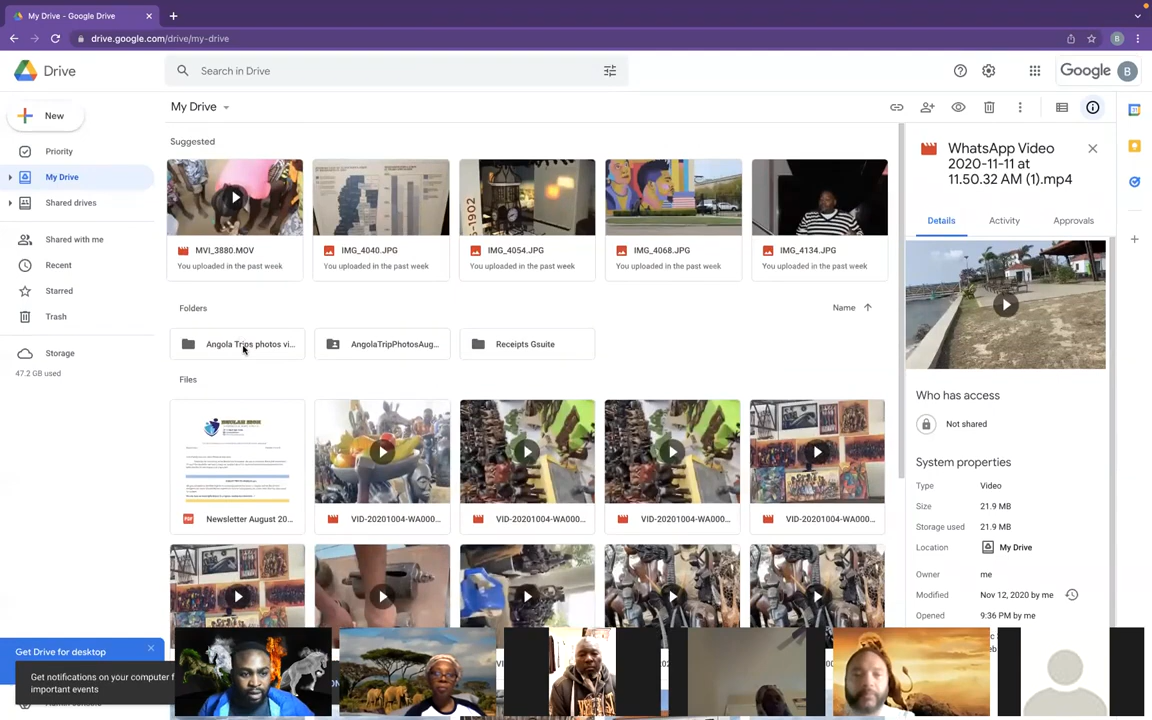 My Drive - Google Drive
drive.google.com/drive/my-drive
B
Drive
Search in Drive
Google
B
New
Priority
My Drive
Shared drives
Shared with me
Recent
Starred
Trash
Storage
47.2 GB used
My Drive
Suggested
MVI_3880.MOV
You uploaded in the past week
IMG_4040.JPG
You uploaded in the past week
IMG_4054.JPG
You uploaded in the past week
IMG_4068.JPG
You uploaded in the past week
IMG_4134.JPG
You uploaded in the past week
1902
Folders
Name
Angola Trips photos vi...
AngolaTripPhotosAug...
Receipts Gsuite
Files
Newsletter August 20...
VID-20201004-WA000...
VID-20201004-WA000...
VID-20201004-WA000...
VID-20201004-WA000...
WhatsApp Video
2020-11-11 at
11.50.32 AM (1).mp4
Details
Activity
Approvals
Who has access
Not shared
System properties
Type Video
Size 21.9 MB
Storage used 21.9 MB
Location My Drive
Owner me
Modified Nov 12, 2020 by me
Opened 9:36 PM by me
Get Drive for desktop
Get notifications on your computer f
important events